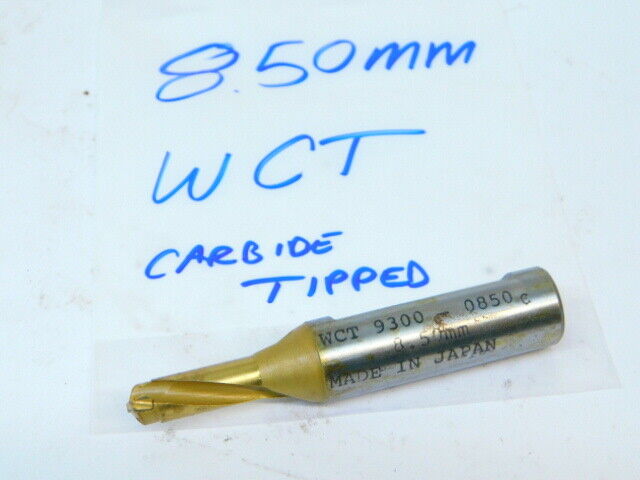 8.50mm
WCT
CARBIDE
TIPPED
WCT 9300 0850 c
8.50mm
MADE IN JAPAN